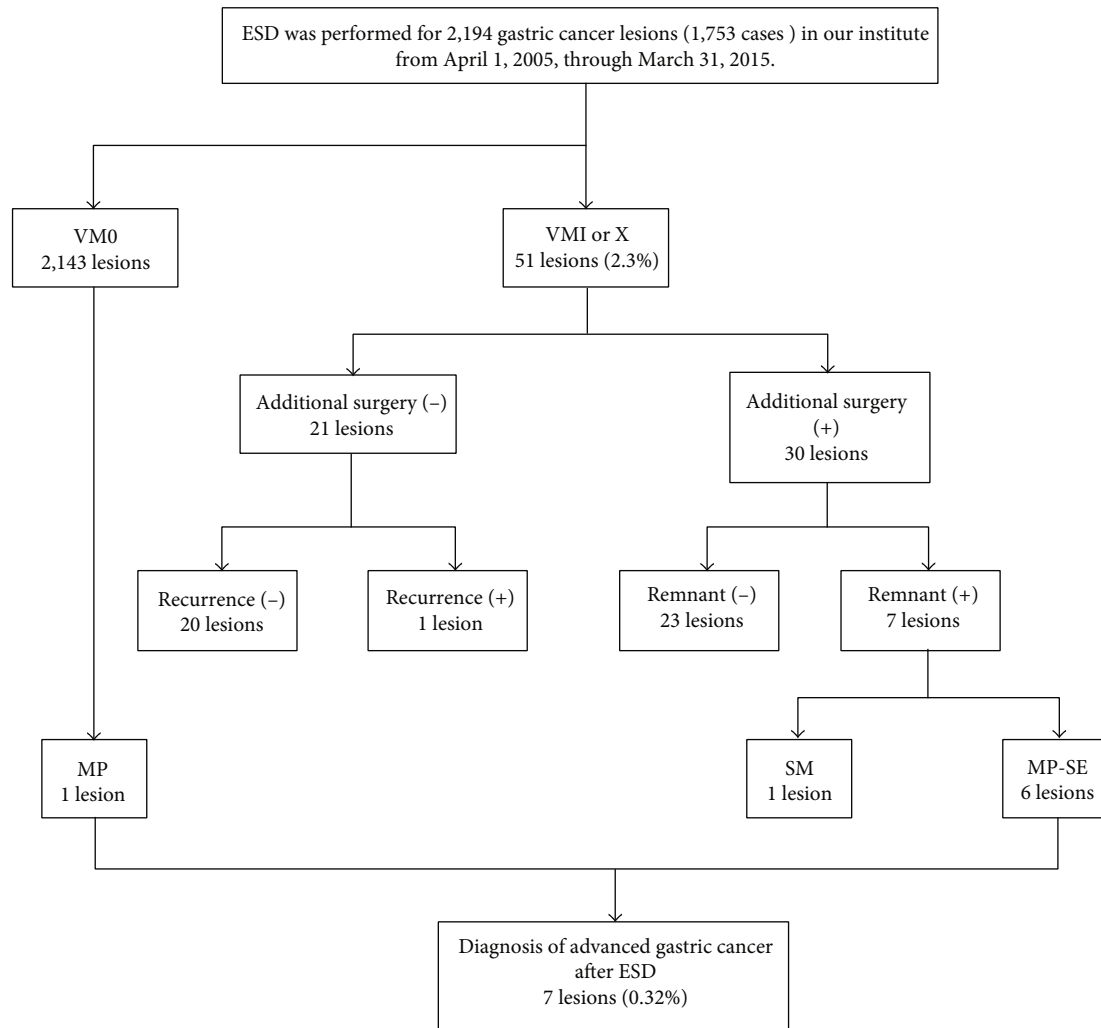 ESD was performed for 2,194 gastric cancer lesions (1,753 cases ) in our institute
from April 1, 2005, through March 31, 2015.
VM0
2,143 lesions
VMI or X
51 lesions (2.3%)
Additional surgery (–)
21 lesions
Additional surgery
(+)
30 lesions
Recurrence (–)
20 lesions
Recurrence (+)
1 lesion
Remnant (–)
23 lesions
Remnant (+)
7 lesions
MP
1 lesion
SM
1 lesion
MP-SE
6 lesions
Diagnosis of advanced gastric cancer
after ESD
7 lesions (0.32%)